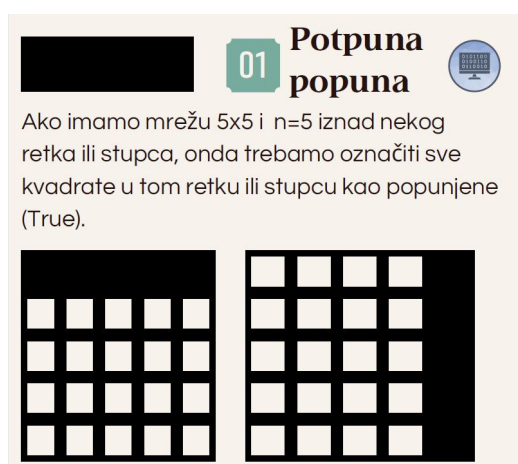 01
Potpuna
popuna
Ako imamo mrežu 5x5 i n=5 iznad nekog
retka ili stupca, onda trebamo označiti sve
kvadrate u tom retku ili stupcu kao popunjene
(True).